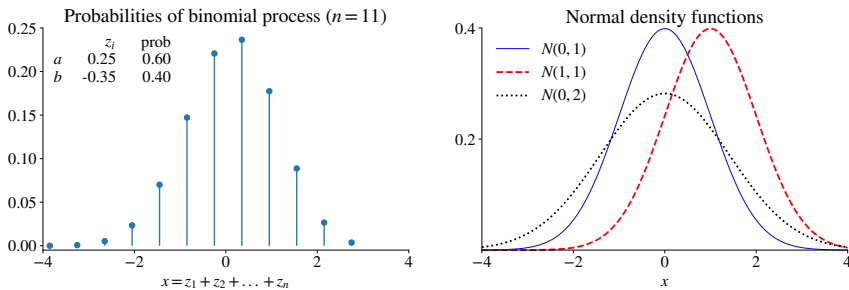 Probabilities of binomial process (n = 11)
z_i prob
a 0.25 0.60
b -0.35 0.40
0.25
0.20
0.15
0.10
0.05
0.00
−4 −2 0 2 4
x = z_1 + z_2 + . . . + z_n
Normal density functions
N(0, 1)
N(1, 1)
N(0, 2)
0.4
0.2
−4 −2 0 2 4
x